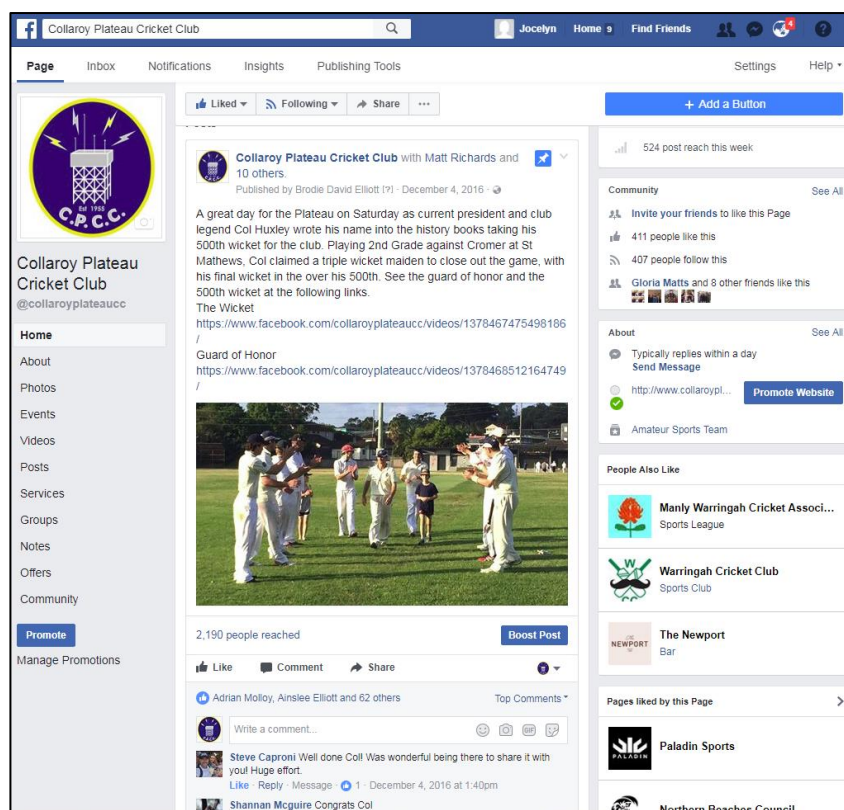 Collaroy Plateau Cricket Club
Jocelyn Home 9 Find Friends 4
Page Inbox Notifications Insights Publishing Tools Settings Help
Liked Following Share
+ Add a Button
Est 1955
C.P.C.C.
Collaroy Plateau
Cricket Club
@collaroyplateaucc
Home
About
Photos
Events
Videos
Posts
Services
Groups
Notes
Offers
Community
Promote
Manage Promotions
Collaroy Plateau Cricket Club with Matt Richards and
10 others.
Published by Brodie David Elliott [?] · December 4, 2016 ·
A great day for the Plateau on Saturday as current president and club
legend Col Huxley wrote his name into the history books taking his
500th wicket for the club. Playing 2nd Grade against Cromer at St
Mathews, Col claimed a triple wicket maiden to close out the game, with
his final wicket in the over his 500th. See the guard of honor and the
500th wicket at the following links.
The Wicket
https://www.facebook.com/collaroyplateaucc/videos/1378467475498186
/
Guard of Honor
https://www.facebook.com/collaroyplateaucc/videos/1378468512164749
/
2,190 people reached
Boost Post
Like Comment Share
Adrian Molloy, Ainslee Elliott and 62 others
Top Comments
Write a comment...
GIF
Steve Caproni Well done Col! Was wonderful being there to share it with
you! Huge effort.
Like · Reply · Message · 1 · December 4, 2016 at 1:40pm
Shannan Mcguire Congrats Col
524 post reach this week
Community See All
Invite your friends to like this Page
411 people like this
407 people follow this
Gloria Matts and 8 other friends like
this
About See All
Typically replies within a day
Send Message
http://www.collaroypl...
Promote Website
Amateur Sports Team
People Also Like
Manly Warringah Cricket Associ...
Sports League
W
Warringah Cricket Club
Sports Club
NEWPORT
The Newport
Bar
Pages liked by this Page
PALADIN
Paladin Sports
Northern Beaches Council